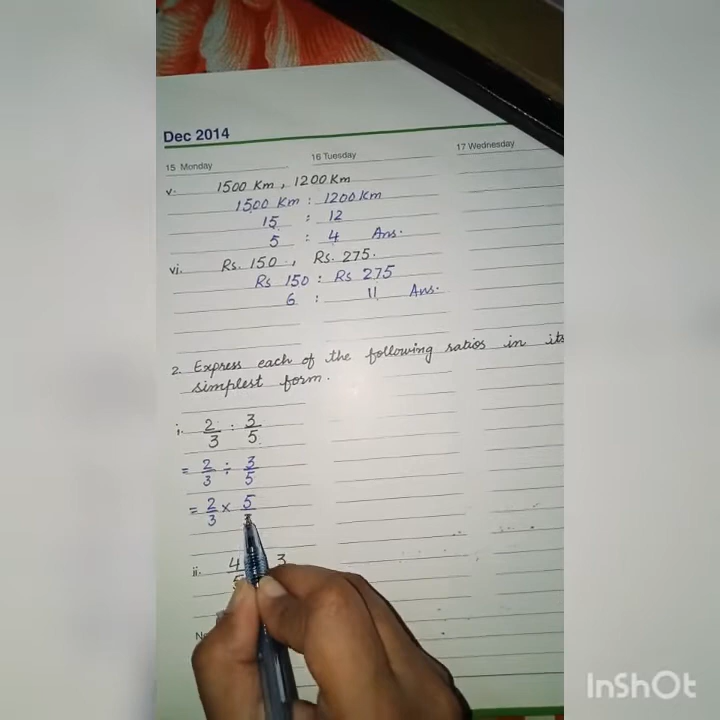 Dec 2014
15 Monday
16 Tuesday
17 Wednesday
v. 1500 Km, 1200 Km
1500 Km : 1200 Km
15 : 12
5 : 4 Ans.
vi. Rs. 150, Rs. 275.
Rs 150 : Rs 275
6 : 11 Ans.
2. Express each of the following ratios in its
simplest form.
i. 2/3 : 3/5
= 2/3 ÷ 3/5
= 2/3 × 5/
ii. 4/5 3
InShOt